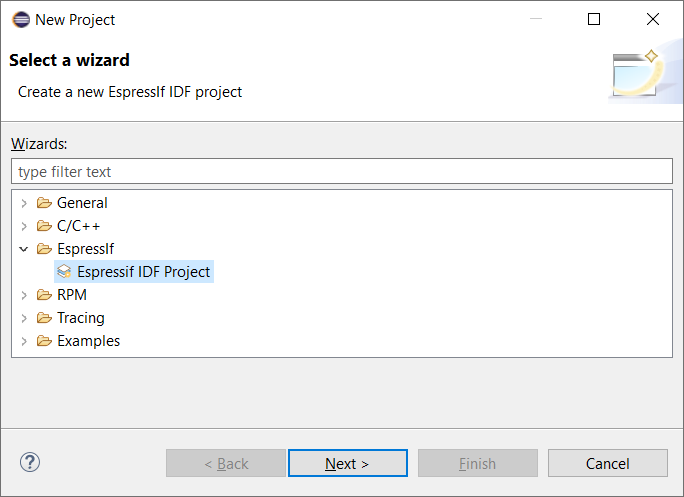 New Project
Select a wizard
Create a new EspressIf IDF project
Wizards:
type filter text
General
C/C++
EspressIf
Espressif IDF Project
RPM
Tracing
Examples
?
< Back
Next >
Finish
Cancel